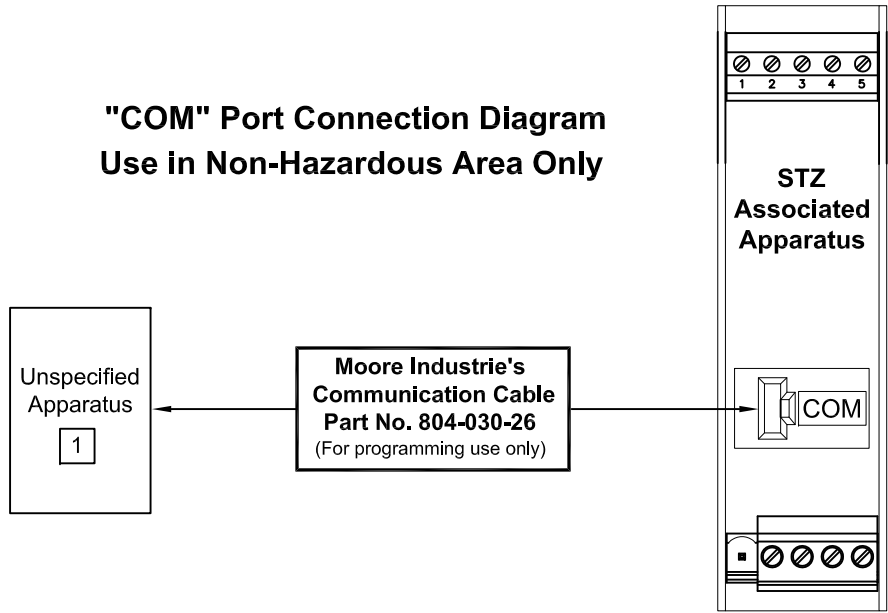 "COM" Port Connection Diagram
Use in Non-Hazardous Area Only
1 2 3 4 5
STZ
Associated
Apparatus
Unspecified
Apparatus
1
Moore Industrie's
Communication Cable
Part No. 804-030-26
(For programming use only)
COM